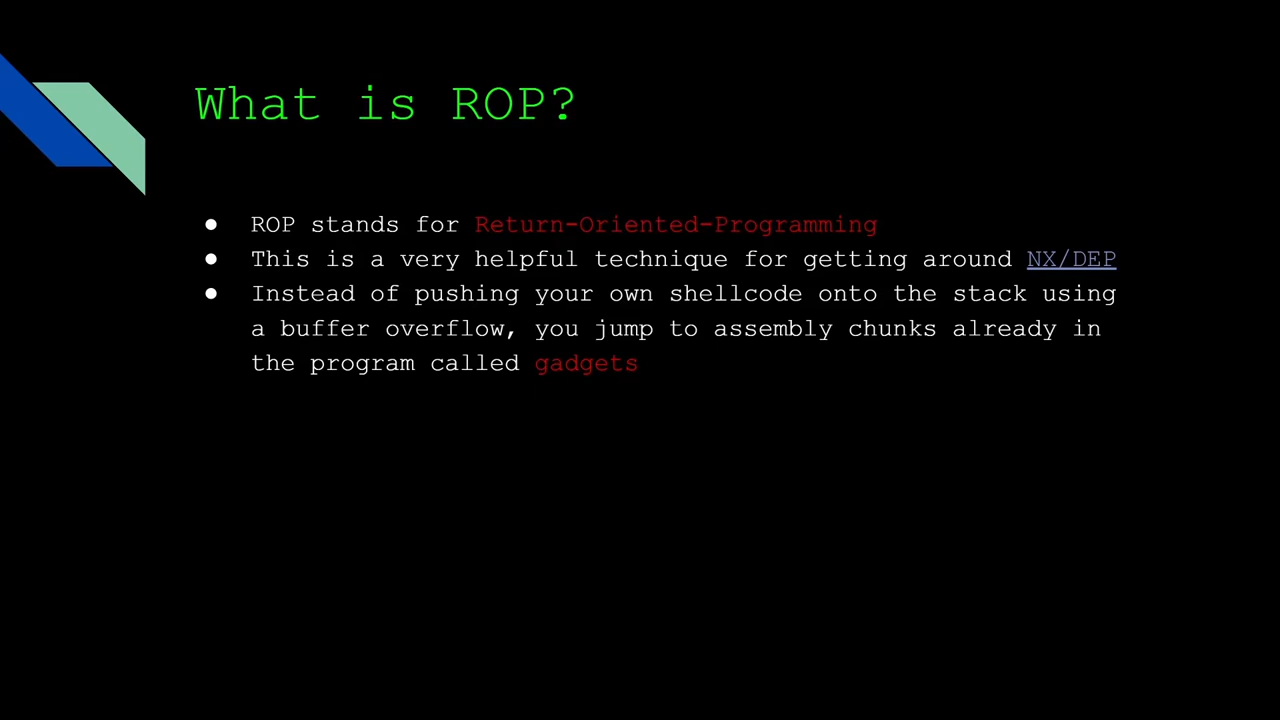 What is ROP?
● ROP stands for Return-Oriented-Programming
● This is a very helpful technique for getting around NX/DEP
● Instead of pushing your own shellcode onto the stack using
a buffer overflow, you jump to assembly chunks already in
the program called gadgets